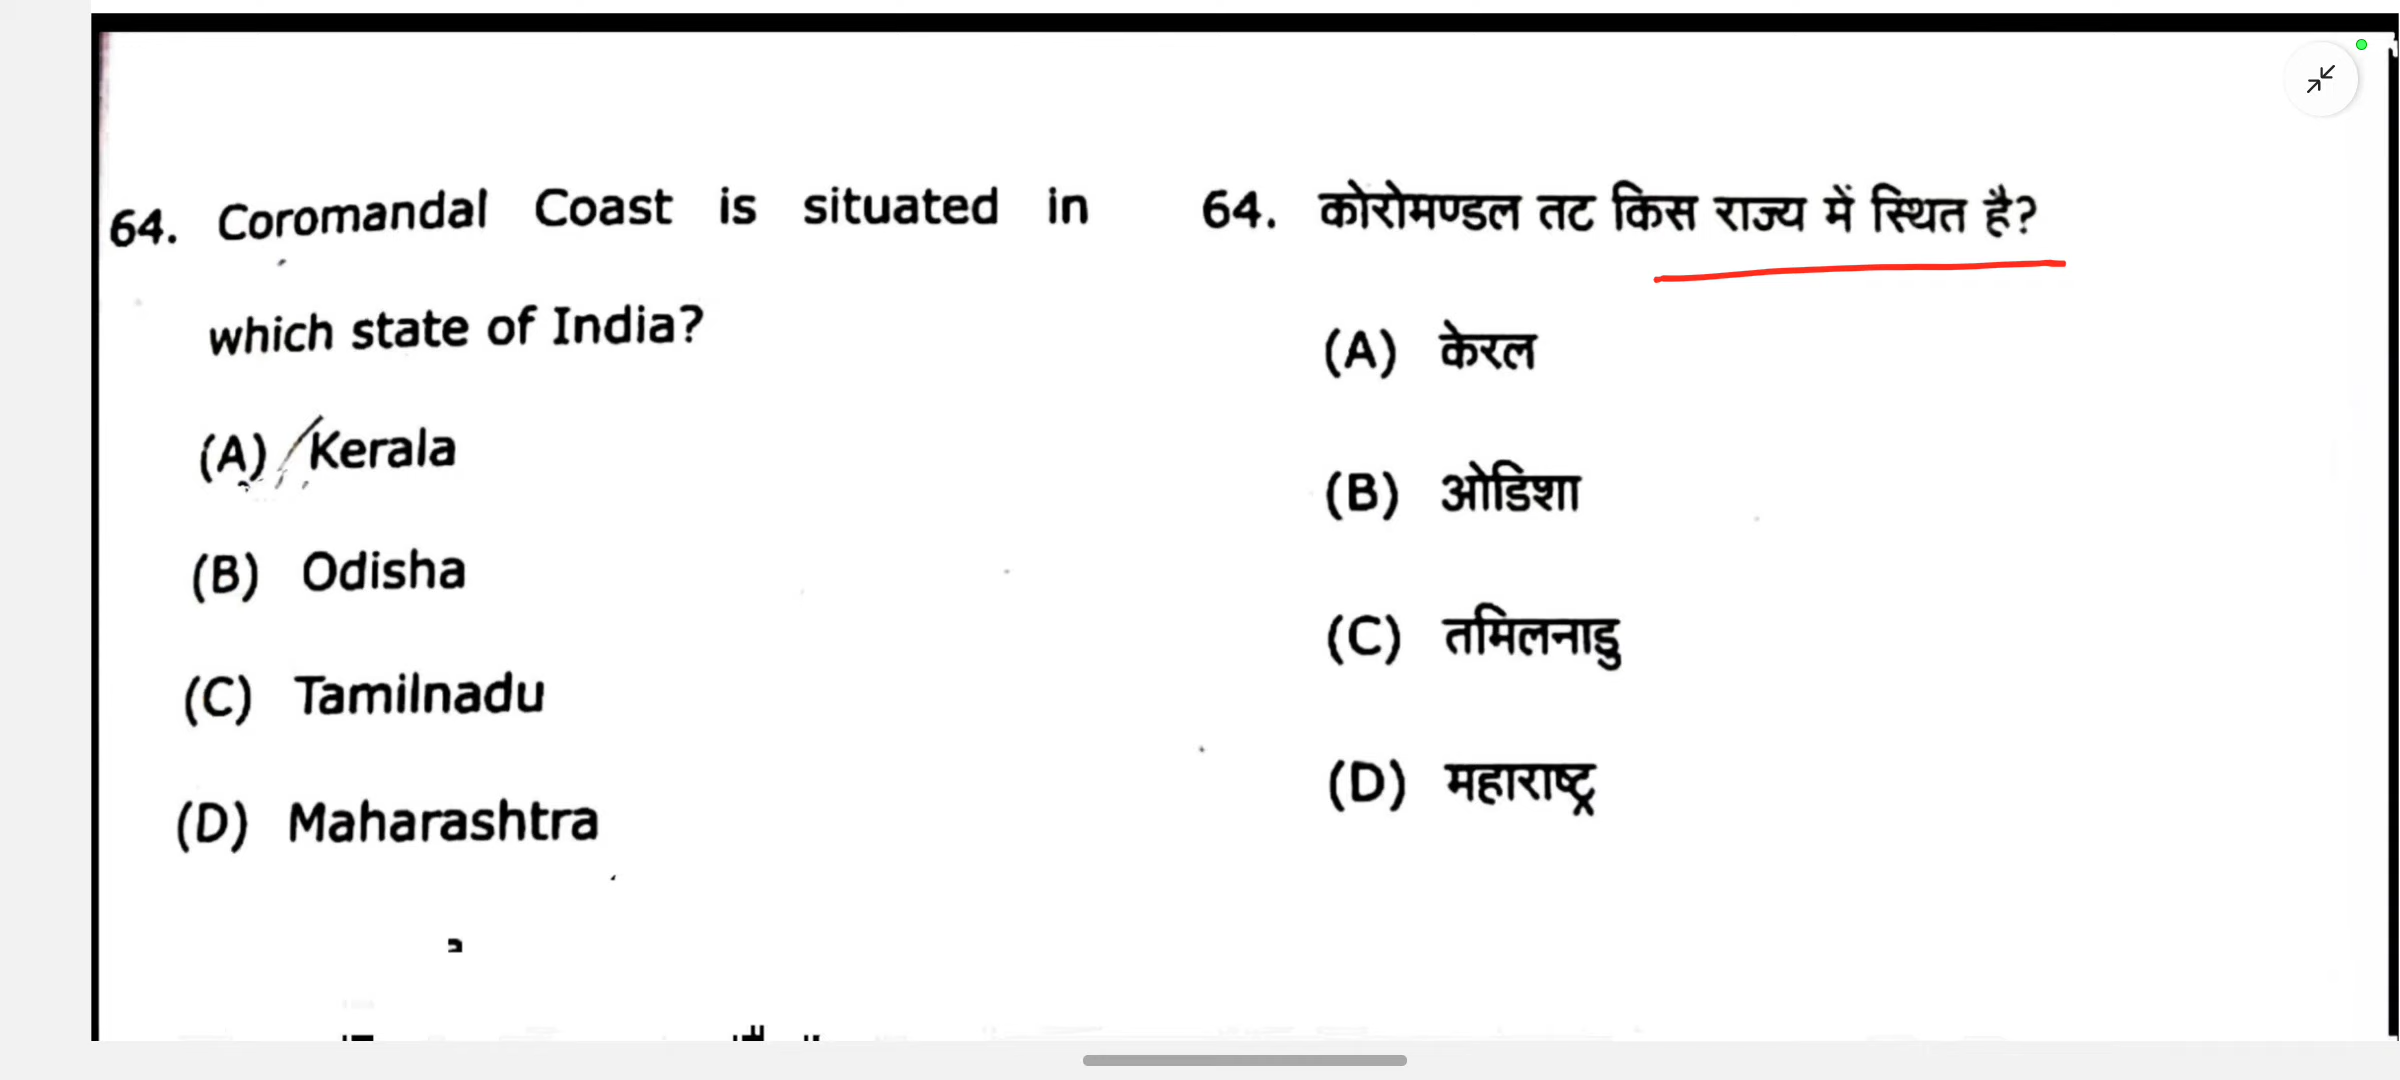 64. Coromandal Coast is situated in
which state of India?
(A) Kerala
(B) Odisha
(C) Tamilnadu
(D) Maharashtra
64. कोरोमण्डल तट किस राज्य में स्थित है?
(A) केरल
(B) ओडिशा
(C) तमिलनाडु
(D) महाराष्ट्र